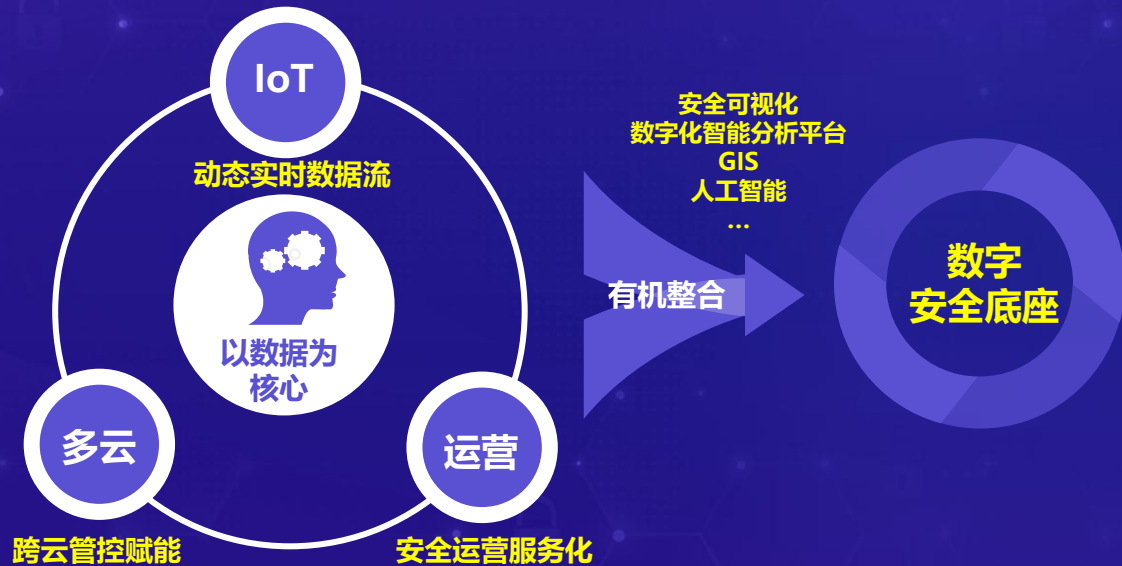 IoT
动态实时数据流
以数据为
核心
多云
跨云管控赋能
运营
安全运营服务化
安全可视化
数字化智能分析平台
GIS
人工智能
...
有机整合
数字
安全底座